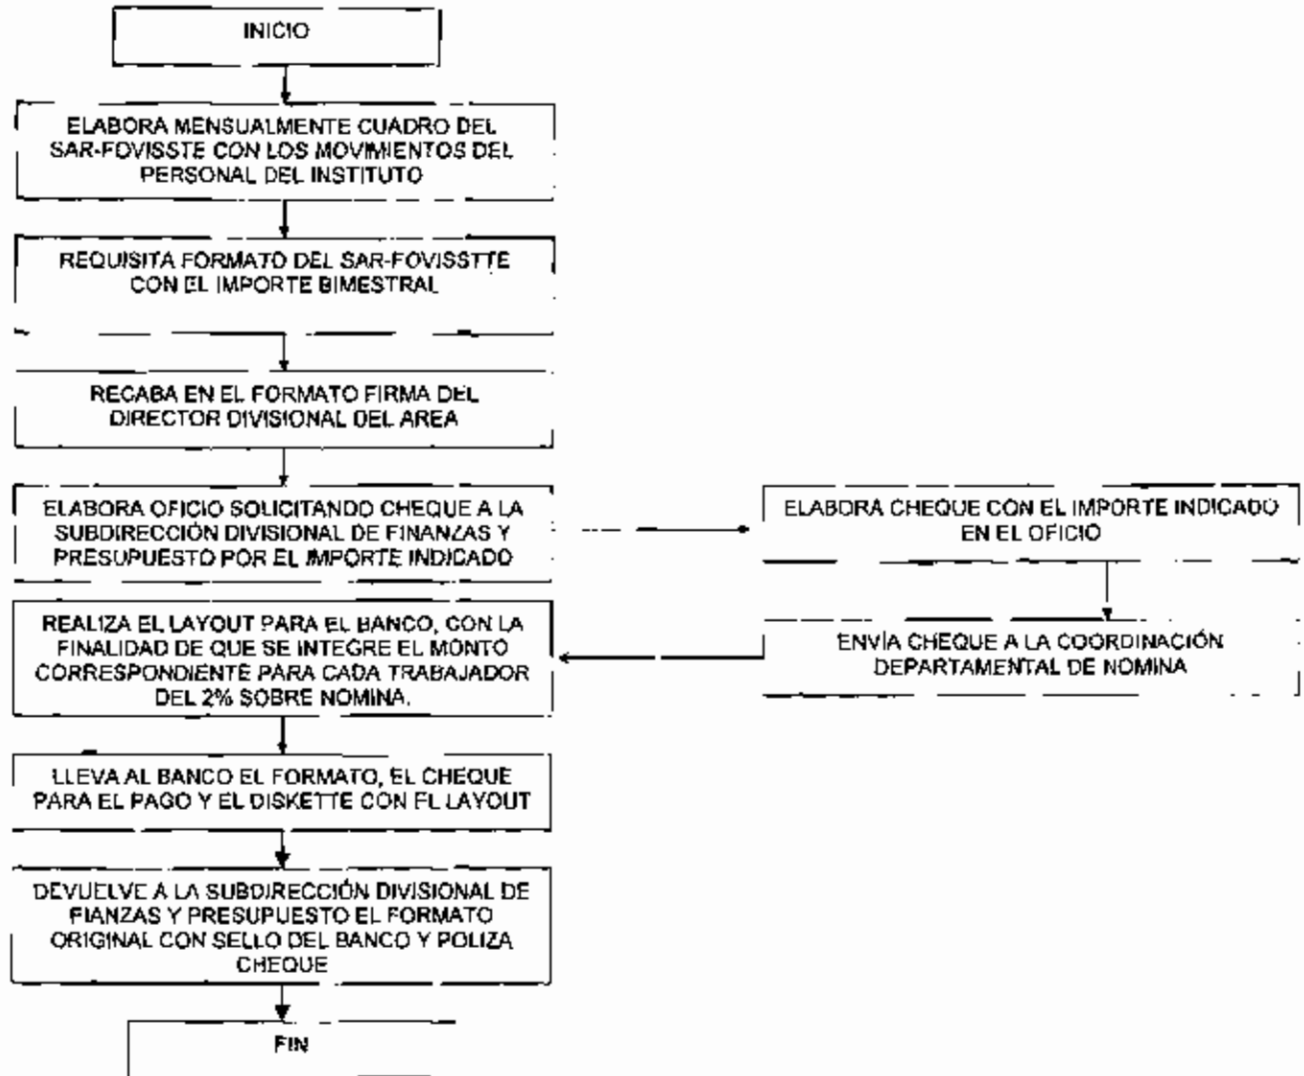 INICIO
ELABORA MENSUALMENTE CUADRO DEL
SAR-FOVISSTE CON LOS MOVIMIENTOS DEL
PERSONAL DEL INSTITUTO
REQUISITA FORMATO DEL SAR-FOVISSTTE
CON EL IMPORTE BIMESTRAL
RECABA EN EL FORMATO FIRMA DEL
DIRECTOR DIVISIONAL DEL AREA
ELABORA OFICIO SOLICITANDO CHEQUE A LA
SUBDIRECCIÓN DIVISIONAL DE FINANZAS Y
PRESUPUESTO POR EL IMPORTE INDICADO
ELABORA CHEQUE CON EL IMPORTE INDICADO
EN EL OFICIO
ENVÍA CHEQUE A LA COORDINACIÓN
DEPARTAMENTAL DE NOMINA
REALIZA EL LAYOUT PARA EL BANCO, CON LA
FINALIDAD DE QUE SE INTEGRE EL MONTO
CORRESPONDIENTE PARA CADA TRABAJADOR
DEL 2% SOBRE NOMINA.
LLEVA AL BANCO EL FORMATO, EL CHEQUE
PARA EL PAGO Y EL DISKETTE CON EL LAYOUT
DEVUELVE A LA SUBDIRECCIÓN DIVISIONAL DE
FIANZAS Y PRESUPUESTO EL FORMATO
ORIGINAL CON SELLO DEL BANCO Y POLIZA
CHEQUE
FIN